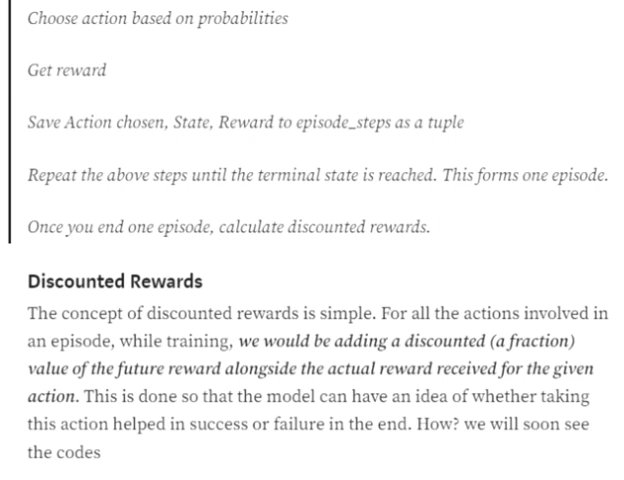 Choose action based on probabilities
Get reward
Save Action chosen, State, Reward to episode_steps as a tuple
Repeat the above steps until the terminal state is reached. This forms one episode.
Once you end one episode, calculate discounted rewards.
Discounted Rewards
The concept of discounted rewards is simple. For all the actions involved in
an episode, while training, we would be adding a discounted (a fraction)
value of the future reward alongside the actual reward received for the given
action. This is done so that the model can have an idea of whether taking
this action helped in success or failure in the end. How? we will soon see
the codes